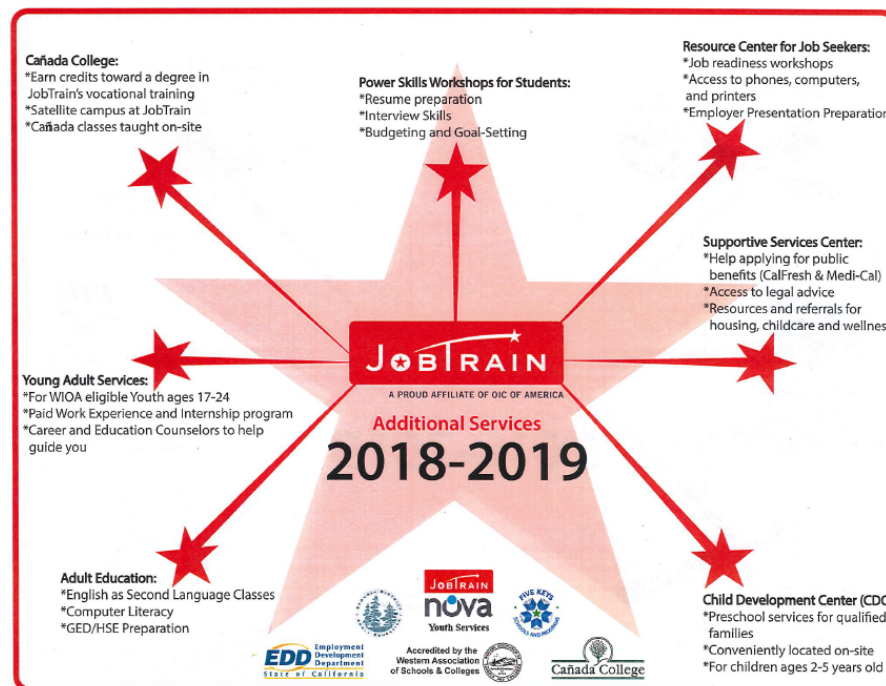 Cañada College:
*Earn credits toward a degree in
JobTrain's vocational training
*Satellite campus at JobTrain
*Cañada classes taught on-site
Power Skills Workshops for Students:
*Resume preparation
*Interview Skills
*Budgeting and Goal-Setting
Resource Center for Job Seekers:
*Job readiness workshops
*Access to phones, computers,
and printers
*Employer Presentation Preparation
Supportive Services Center:
*Help applying for public
benefits (CalFresh & Medi-Cal)
*Access to legal advice
*Resources and referrals for
housing, childcare and wellnes
JOBTRAIN
A PROUD AFFILIATE OF OIC OF AMERICA
Additional Services
2018-2019
Young Adult Services:
*For WIOA eligible Youth ages 17-24
*Paid Work Experience and Internship program
*Career and Education Counselors to help
guide you
Adult Education:
*English as Second Language Classes
*Computer Literacy
*GED/HSE Preparation
Child Development Center (CDC
*Preschool services for qualified
families
*Conveniently located on-site
*For children ages 2-5 years old
JOBTRAIN
nova
Youth Services
FIVE KEYS
SCHOOLS AND PROGRAMS
EDD
Employment
Development
Department
State of California
Accredited by the
Western Association
of Schools & Colleges
Cañada College